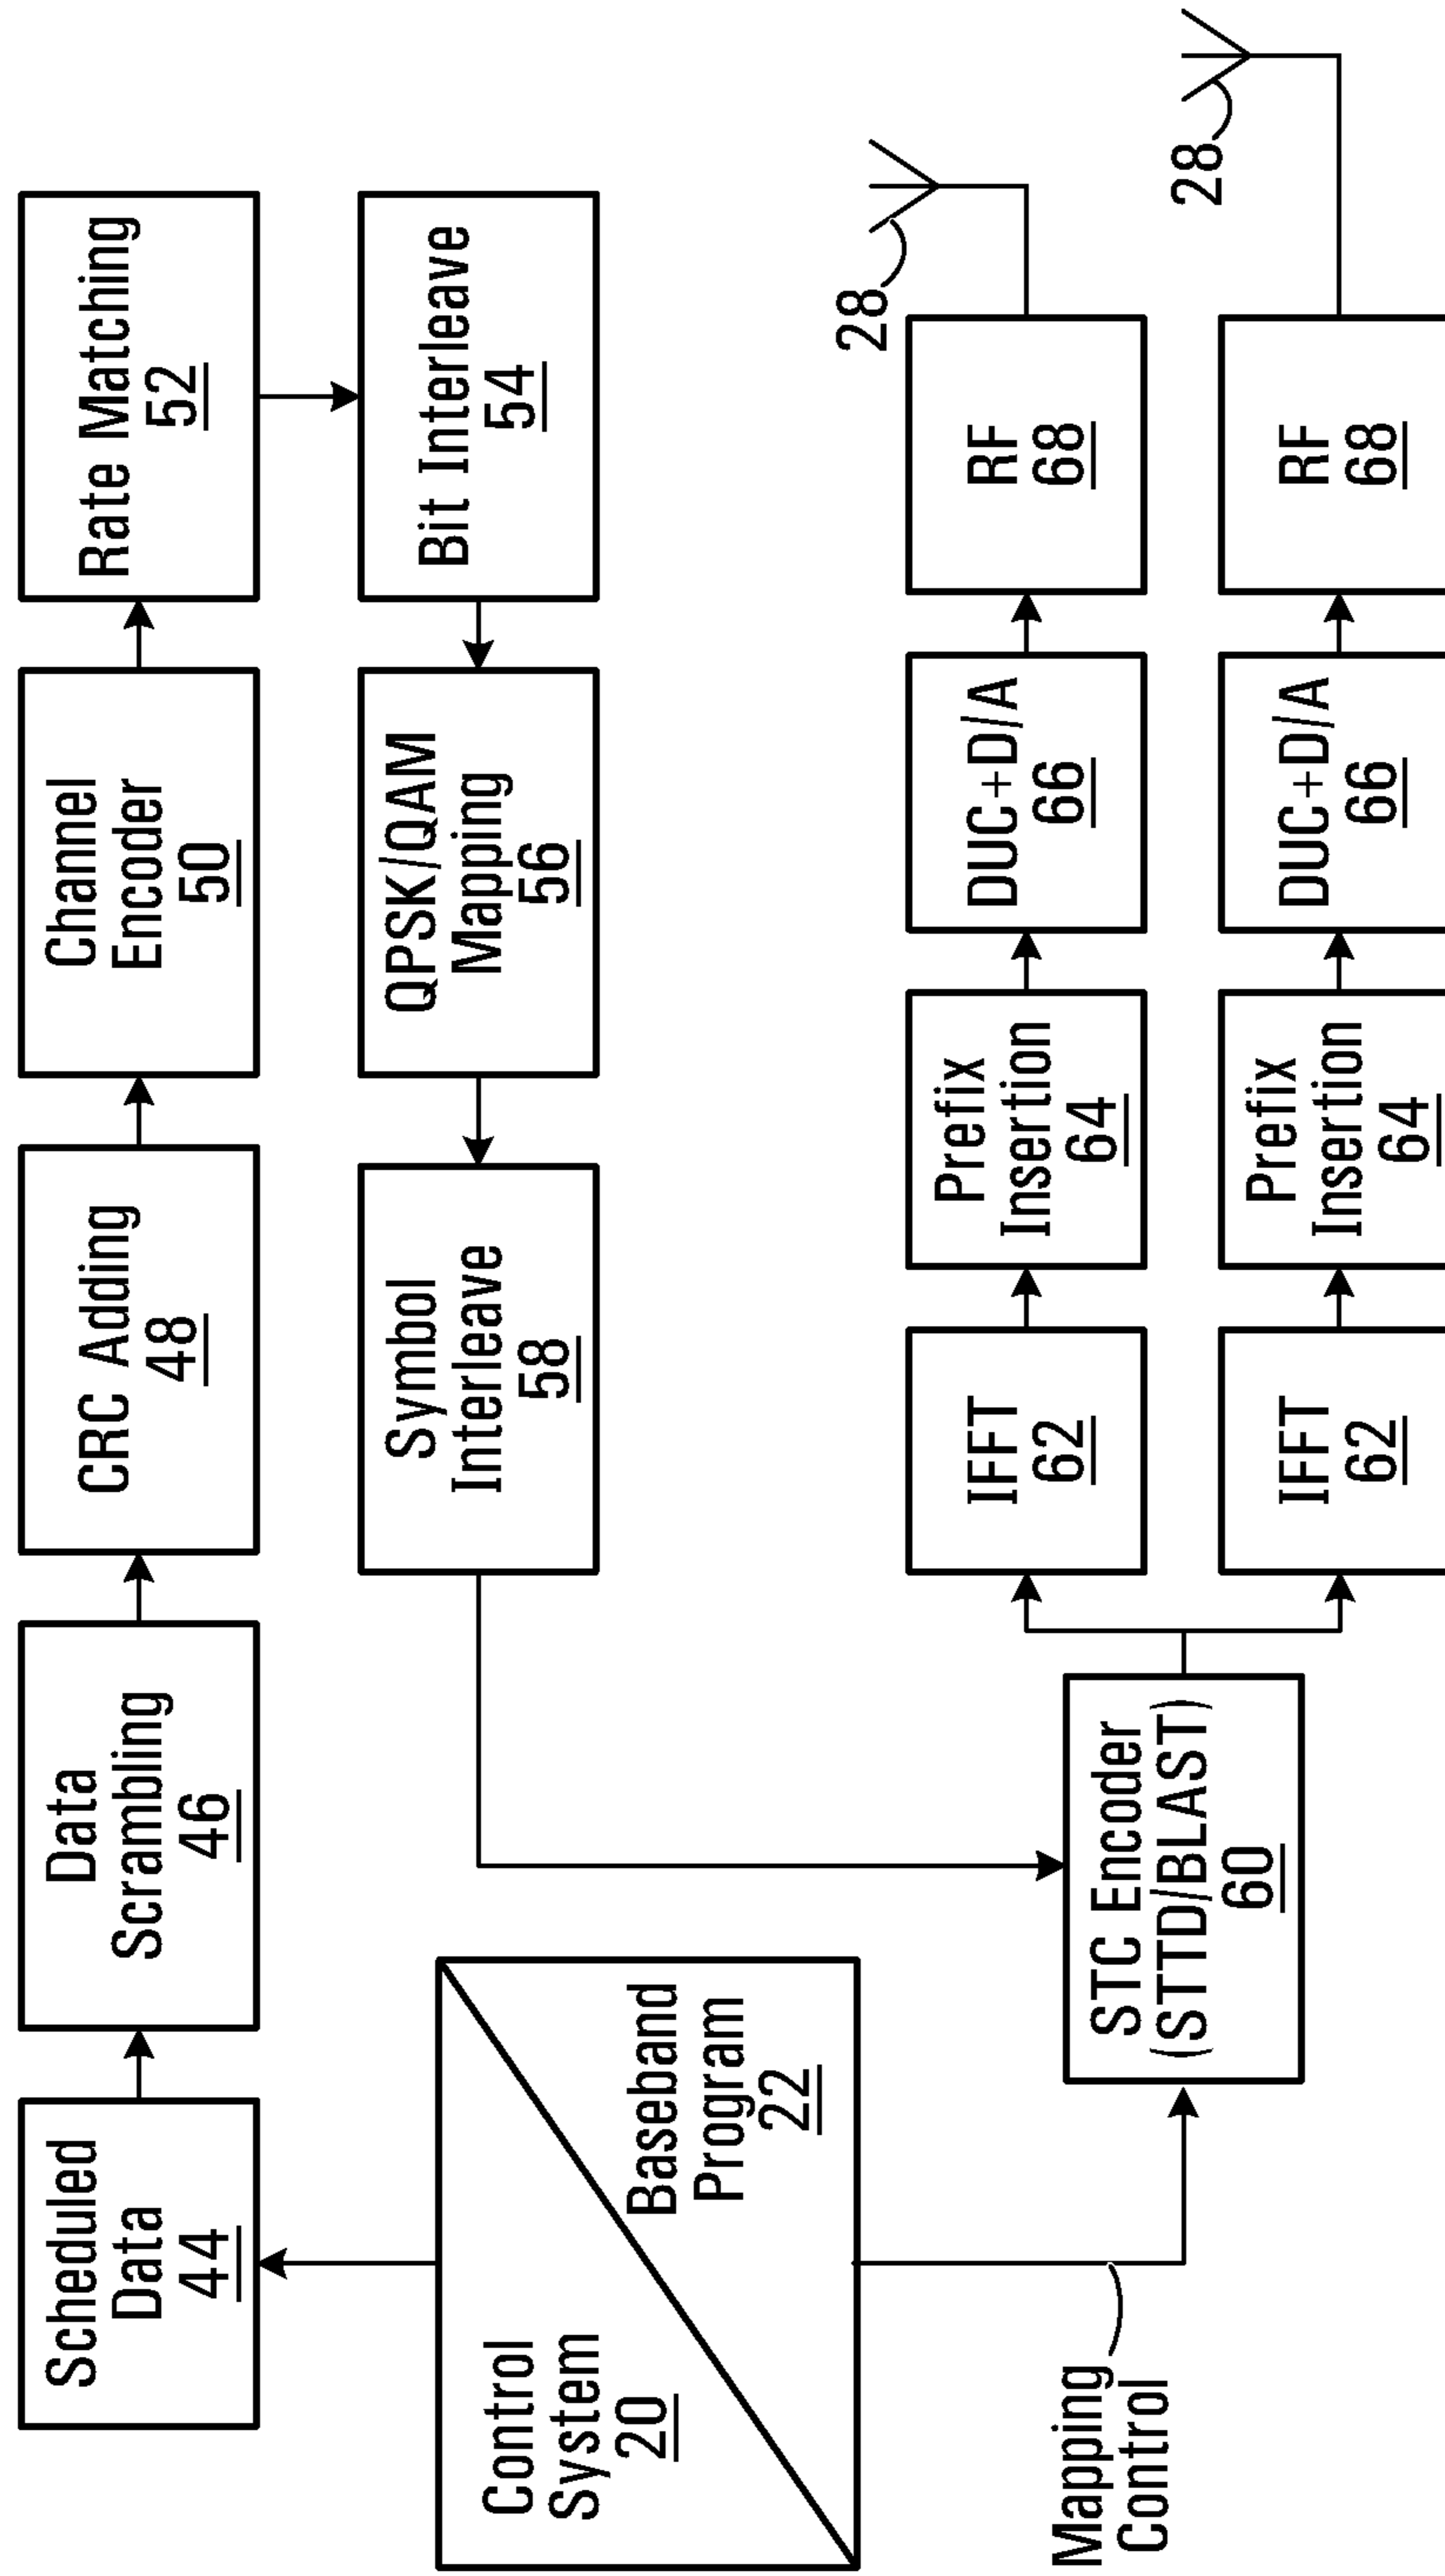 Scheduled
Data
44
Data
Scrambling
46
CRC Adding
48
Channel
Encoder
50
Rate Matching
52
Control
System
20
Baseband
Program
22
Symbol
Interleave
58
QPSK/QAM
Mapping
56
Bit Interleave
54
Mapping
Control
STC Encoder
(STTD/BLAST)
60
IFFT
62
Prefix
Insertion
64
DUC+D/A
66
RF
68
28
IFFT
62
Prefix
Insertion
64
DUC+D/A
66
RF
68
28